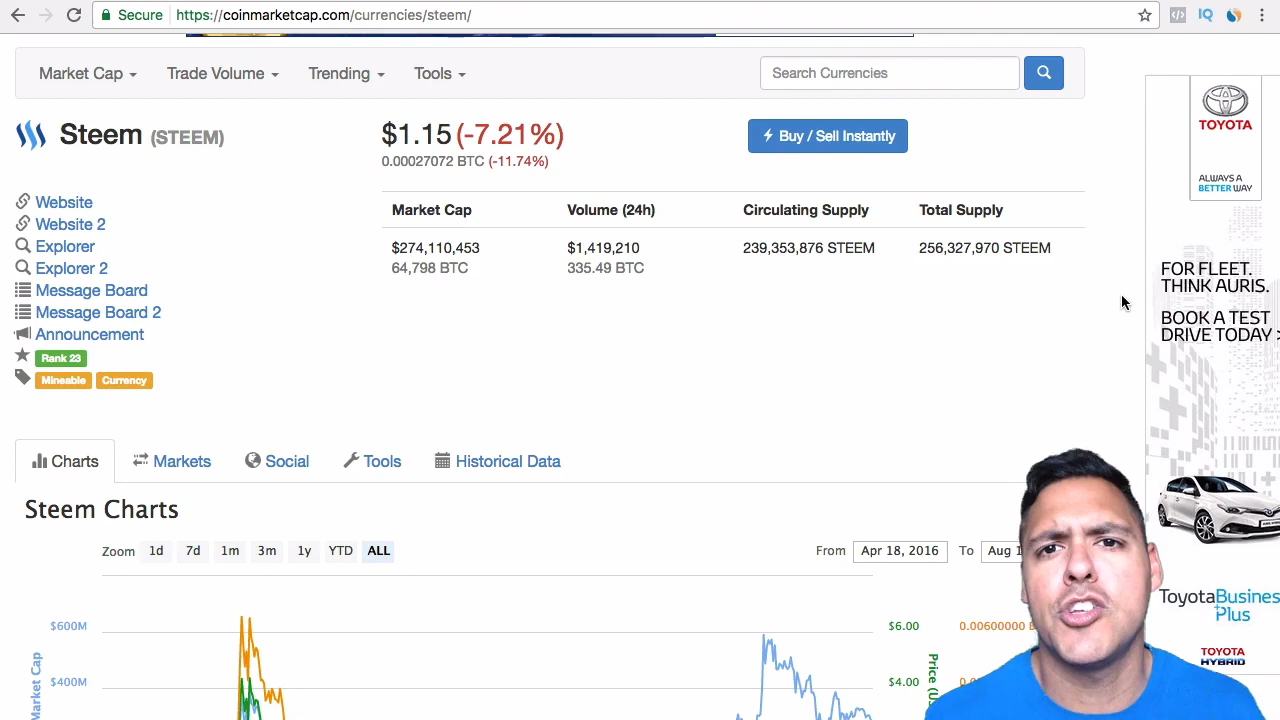 Secure https://coinmarketcap.com/currencies/steem/
Market Cap Trade Volume Trending Tools Search Currencies
Steem (STEEM)
$1.15 (-7.21%)
0.00027072 BTC (-11.74%)
Buy / Sell Instantly
Website
Website 2
Explorer
Explorer 2
Message Board
Message Board 2
Announcement
Rank 23
Mineable Currency
Market Cap Volume (24h) Circulating Supply Total Supply
$274,110,453 $1,419,210 239,353,876 STEEM 256,327,970 STEEM
64,798 BTC 335.49 BTC
TOYOTA
ALWAYS A
BETTER WAY
FOR FLEET.
THINK AURIS.
BOOK A TEST
DRIVE TODAY >
ToyotaBusiness
Plus
TOYOTA
HYBRID
Charts Markets Social Tools Historical Data
Steem Charts
Zoom 1d 7d 1m 3m 1y YTD ALL
From Apr 18, 2016 To Aug 1
$600M $6.00 0.00600000
$400M $4.00
Market Cap
Price (U